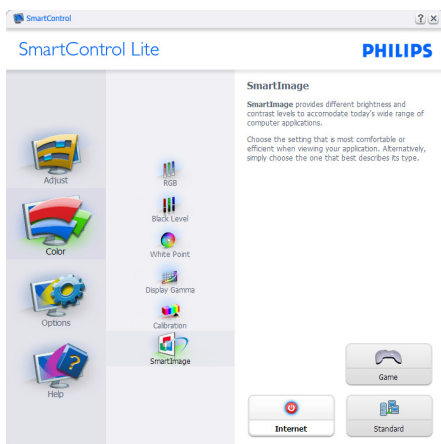 SmartControl
SmartControl Lite
PHILIPS
Adjust
Color
Options
Help
RGB
Black Level
White Point
Display Gamma
Calibration
SmartImage
SmartImage
SmartImage provides different brightness and
contrast levels to accomodate today's wide range of
computer applications.
Choose the setting that is most comfortable or
efficient when viewing your application. Alternatively,
simply choose the one that best describes its type.
Game
Internet
Standard